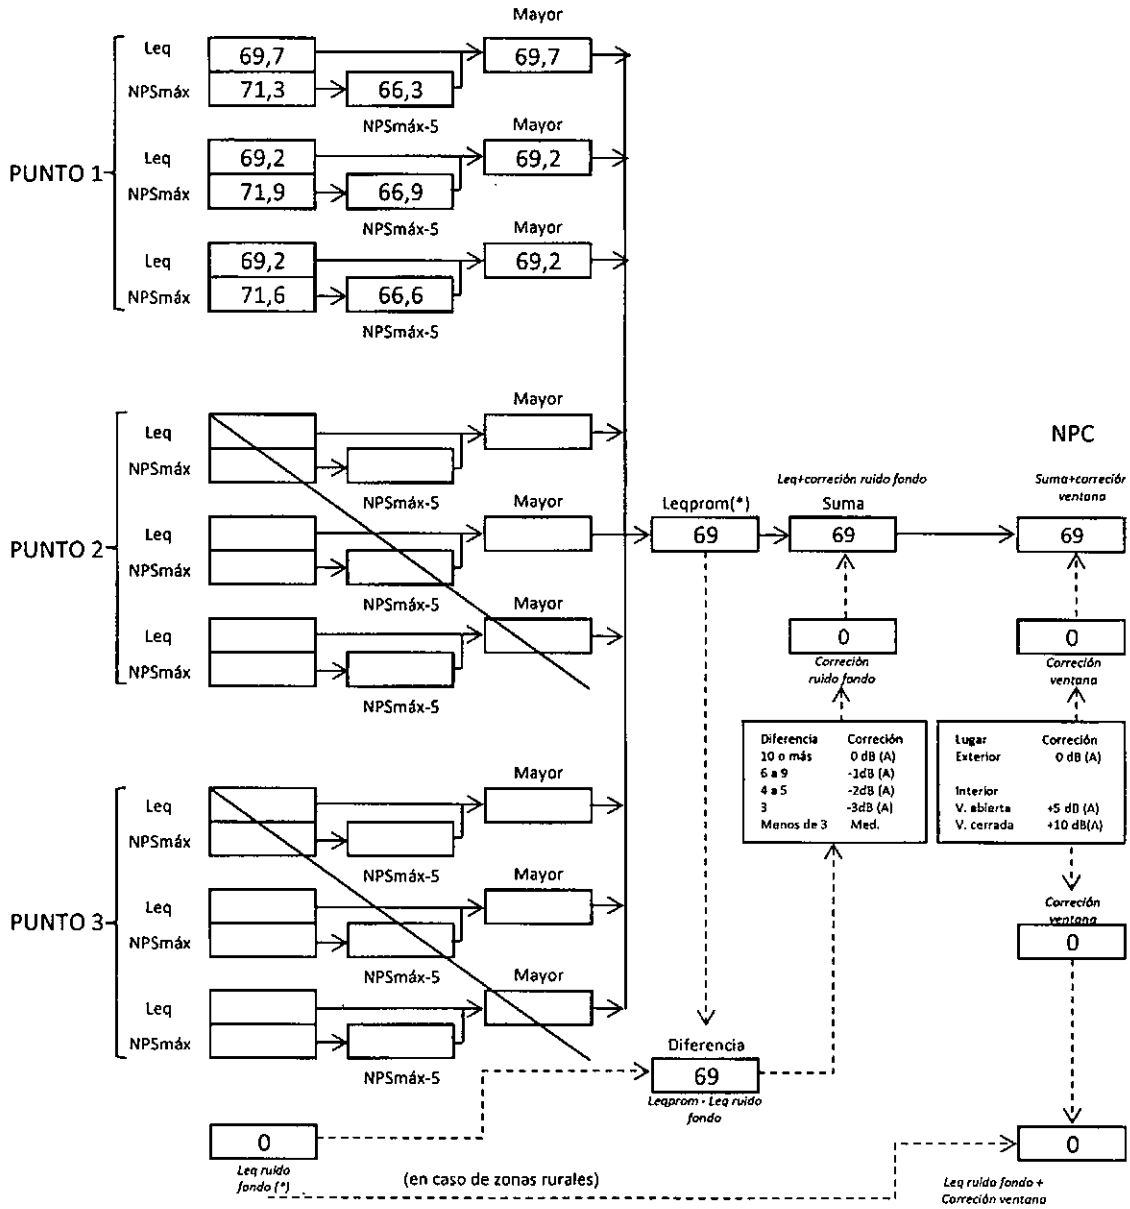 Mayor
Leq 69,7 69,7
NPSmáx 71,3 66,3
NPSmáx-5
Mayor
Leq 69,2 69,2
PUNTO 1
NPSmáx 71,9 66,9
NPSmáx-5
Mayor
Leq 69,2 69,2
NPSmáx 71,6 66,6
NPSmáx-5
Mayor
Leq
NPSmáx
NPSmáx-5
Mayor
Leq
PUNTO 2
NPSmáx
NPSmáx-5
Mayor
Leq
NPSmáx
NPSmáx-5
Mayor
Leq
NPSmáx
NPSmáx-5
Mayor
Leq
PUNTO 3
NPSmáx
NPSmáx-5
Mayor
Leq
NPSmáx
NPSmáx-5
0
Leq ruido
fondo (*)
(en caso de zonas rurales)
Leqprom(*)
69
Leq+correción ruido fondo
Suma
69
0
Correción
ruido fondo
Diferencia Correción
10 o más 0 dB (A)
6 a 9 -1dB (A)
4 a 5 -2dB (A)
3 -3dB (A)
Menos de 3 Med.
Diferencia
69
Leqprom - Leq ruido
fondo
NPC
Suma+correción
ventana
69
0
Correción
ventana
Lugar Correción
Exterior 0 dB (A)
Interior
V. abierta +5 dB (A)
V. cerrada +10 dB(A)
Correción
ventana
0
0
Leq ruido fondo +
Correción ventana